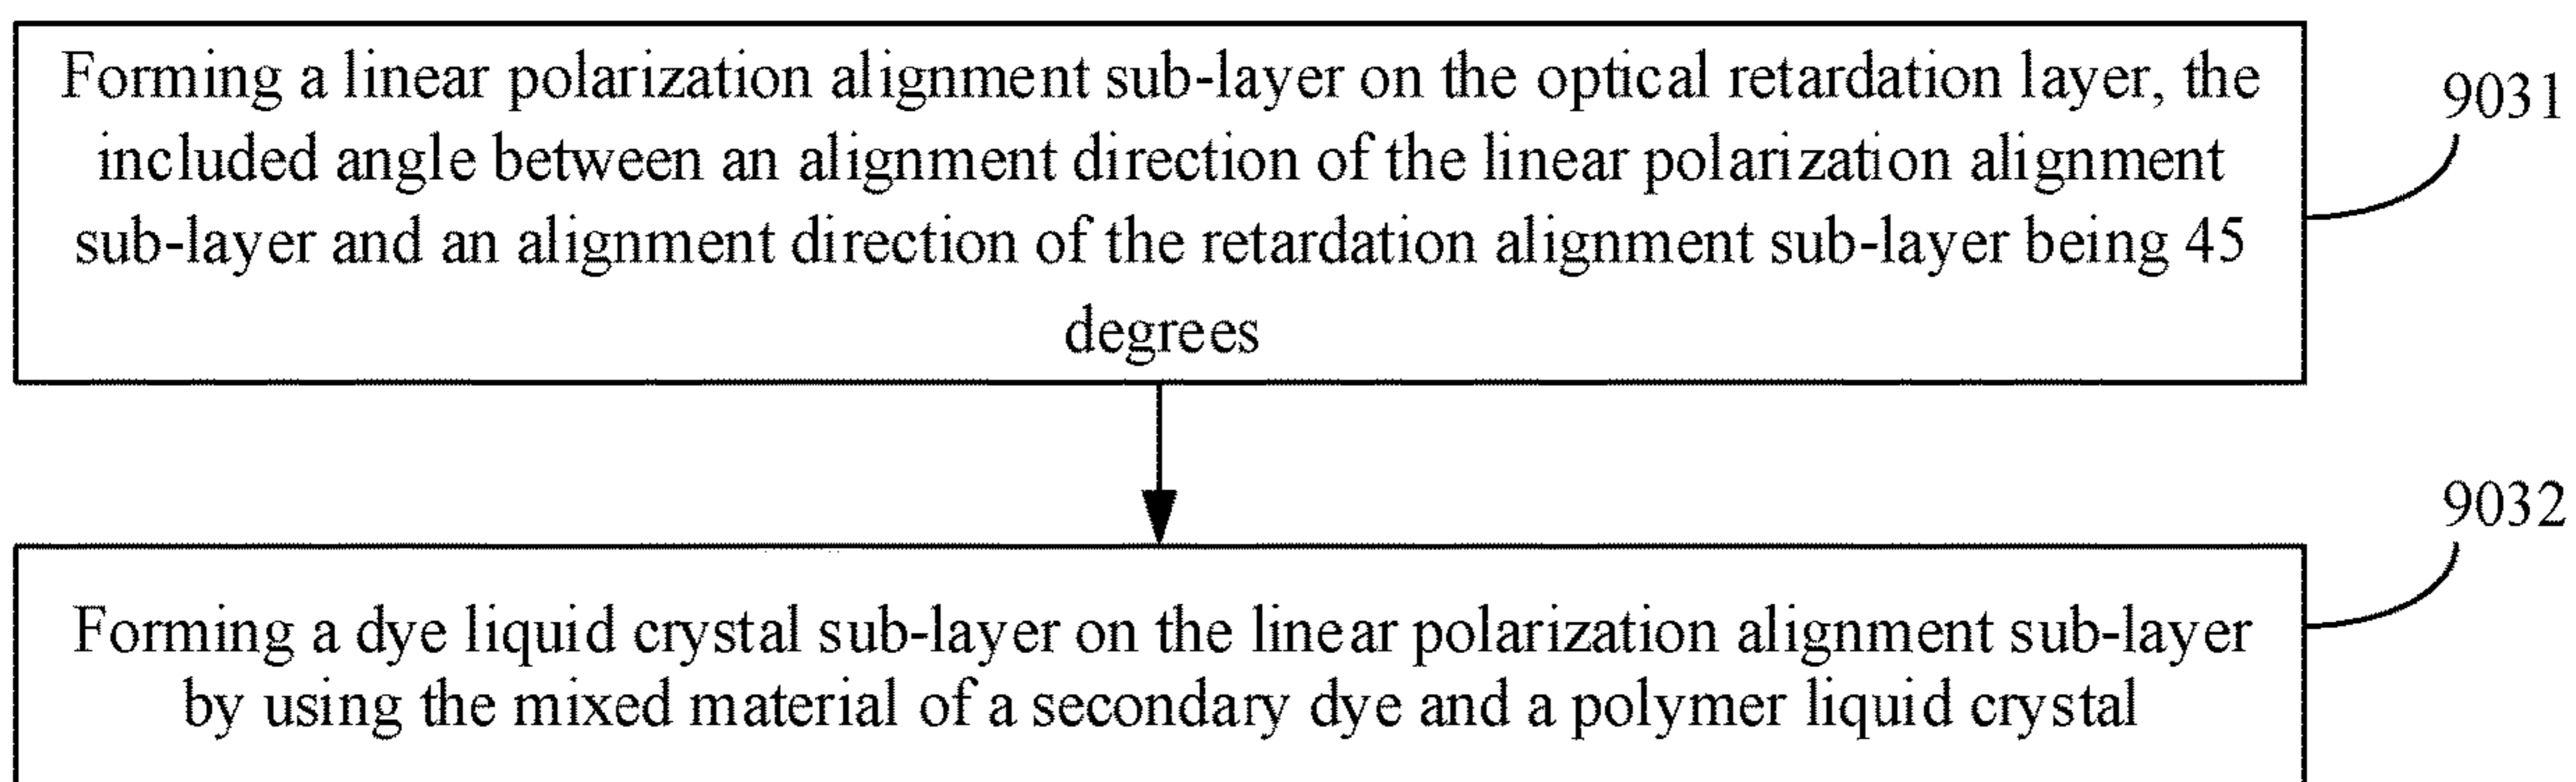 Forming a linear polarization alignment sub-layer on the optical retardation layer, the
included angle between an alignment direction of the linear polarization alignment
sub-layer and an alignment direction of the retardation alignment sub-layer being 45
degrees
9031
Forming a dye liquid crystal sub-layer on the linear polarization alignment sub-layer
by using the mixed material of a secondary dye and a polymer liquid crystal
9032